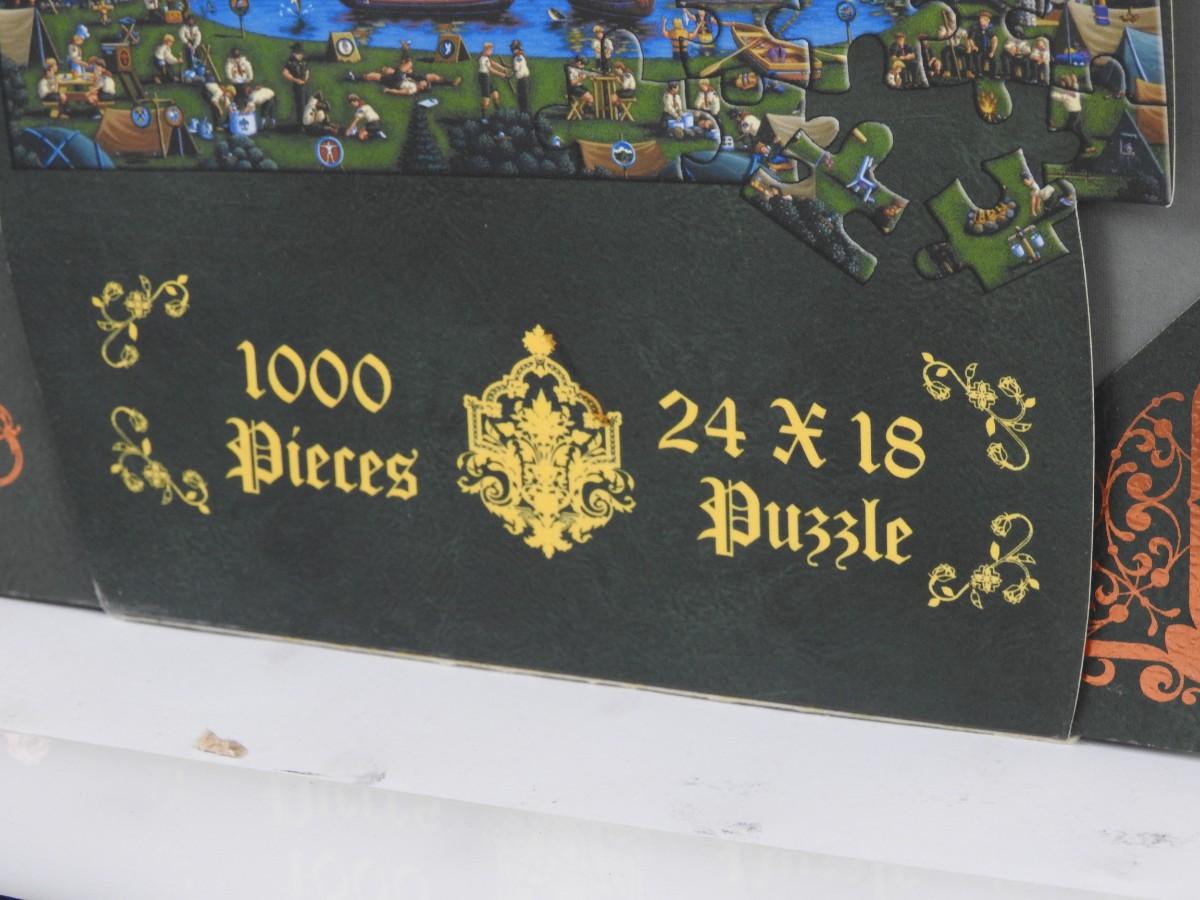 1000
Pieces
24 X 18
Puzzle